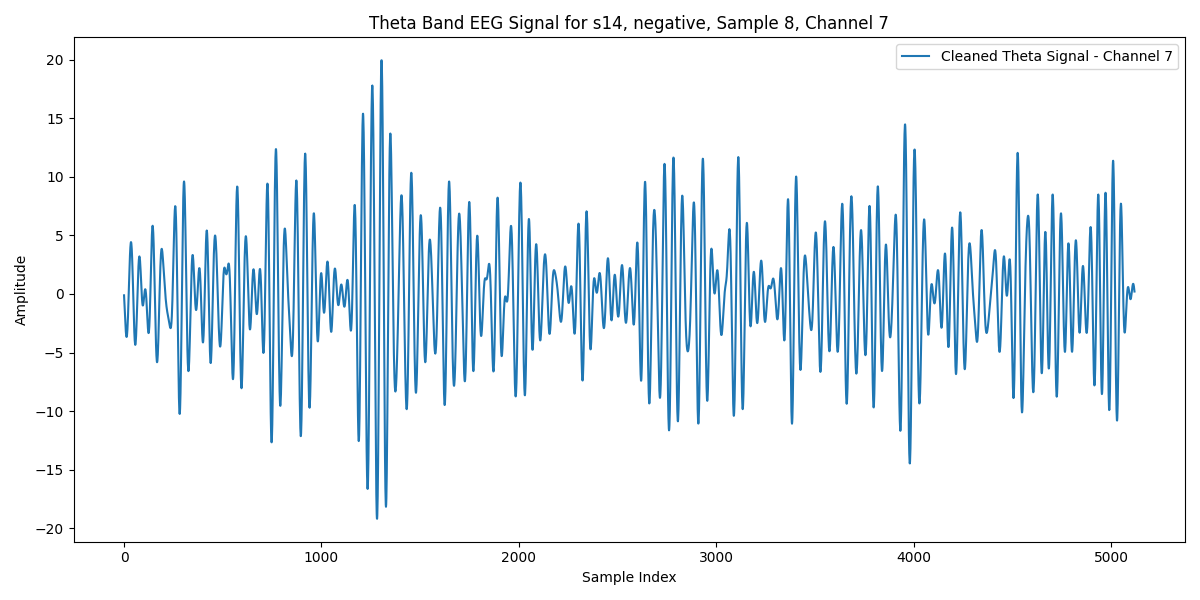 Theta Band EEG Signal for s14, negative, Sample 8, Channel 7
Cleaned Theta Signal - Channel 7
Amplitude
20
15
10
5
0
−5
−10
−15
−20
0 1000 2000 3000 4000 5000
Sample Index